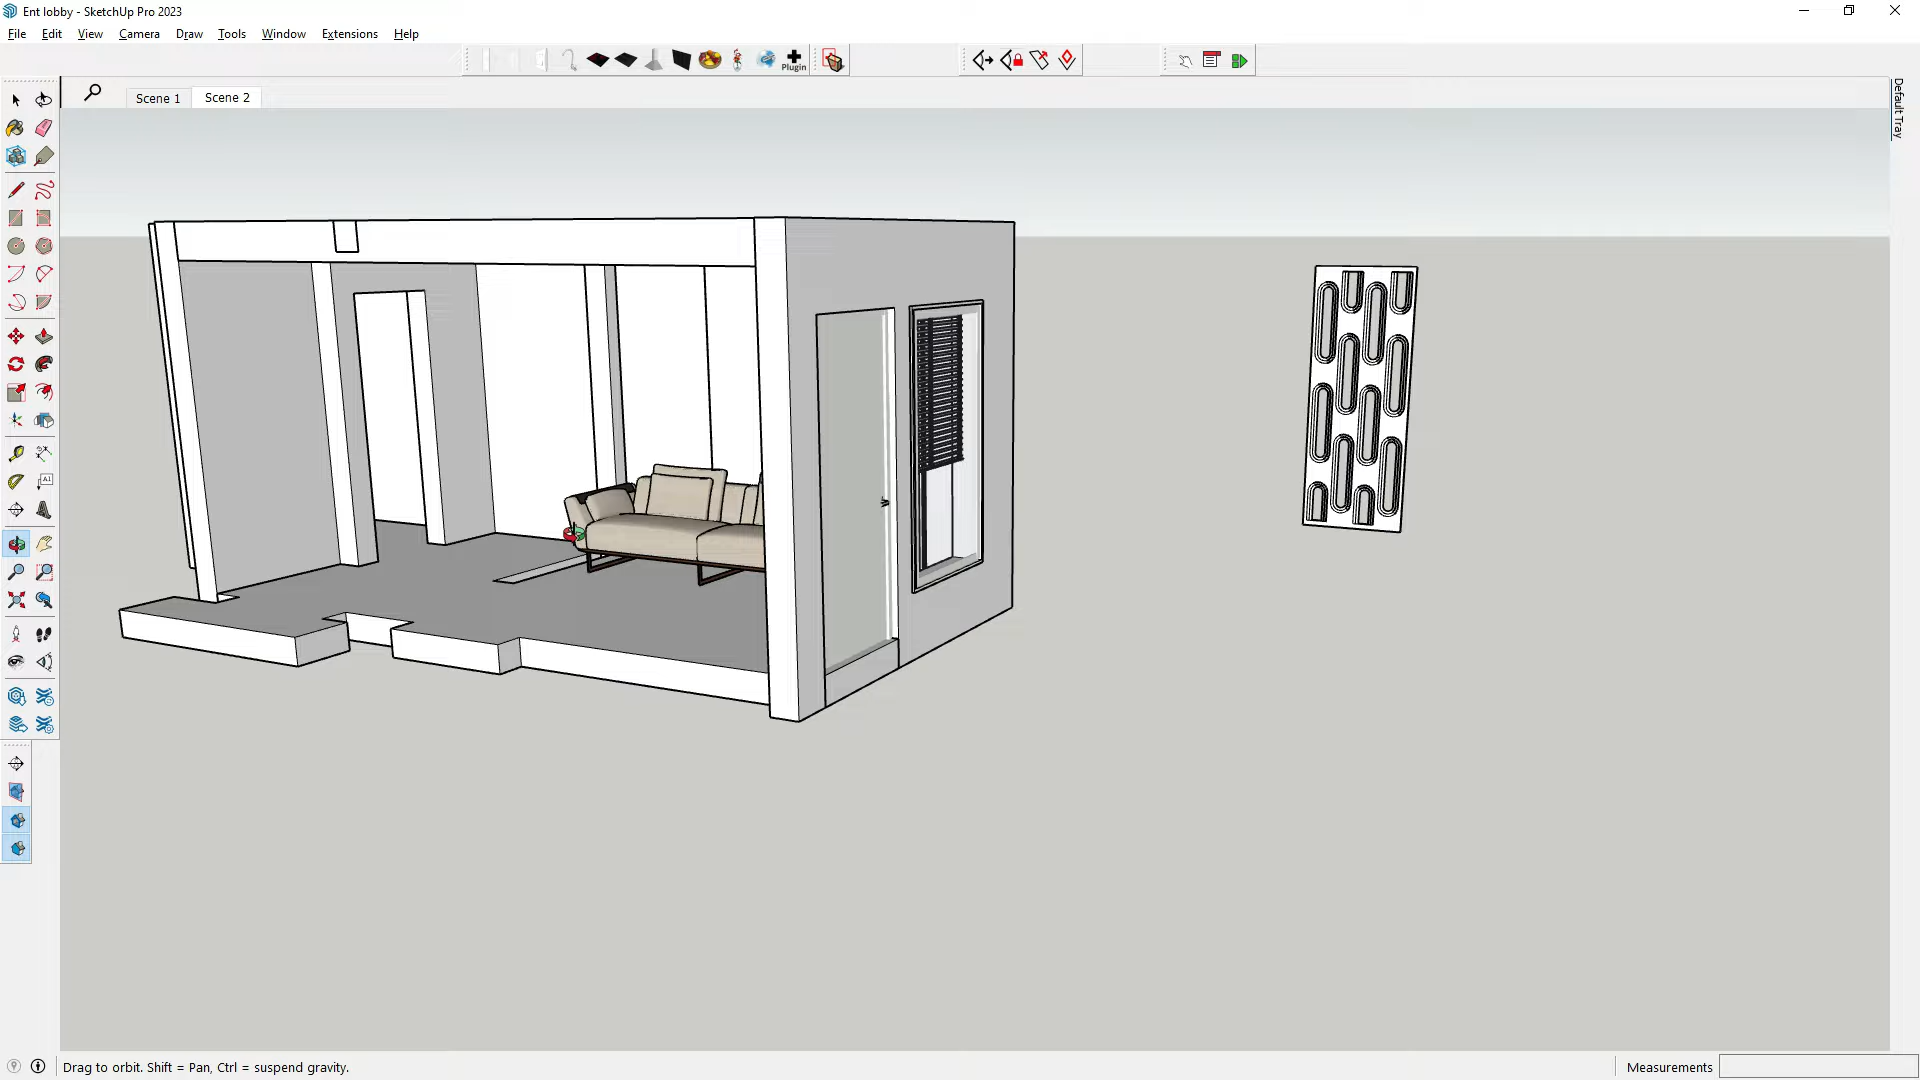 Ent lobby - SketchUp Pro 2023
File Edit View Camera Draw Tools Window Extensions Help
Plugin
Scene 1 Scene 2
Default Tray
A1
Drag to orbit. Shift = Pan, Ctrl = suspend gravity.
Measurements